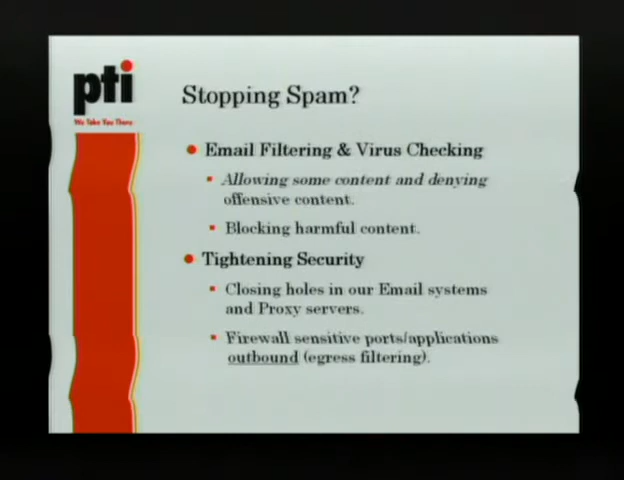 pti
We Take You There
Stopping Spam?
Email Filtering & Virus Checking
Allowing some content and denying
offensive content.
Blocking harmful content.
Tightening Security
Closing holes in our Email systems
and Proxy servers.
Firewall sensitive ports/applications
outbound (egress filtering).